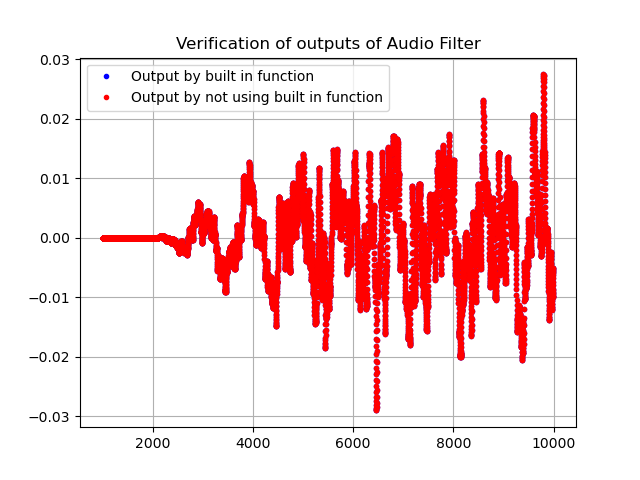 Verification of outputs of Audio Filter
Output by built in function
Output by not using built in function
0.03
0.02
0.01
0.00
−0.01
−0.02
−0.03
2000 4000 6000 8000 10000